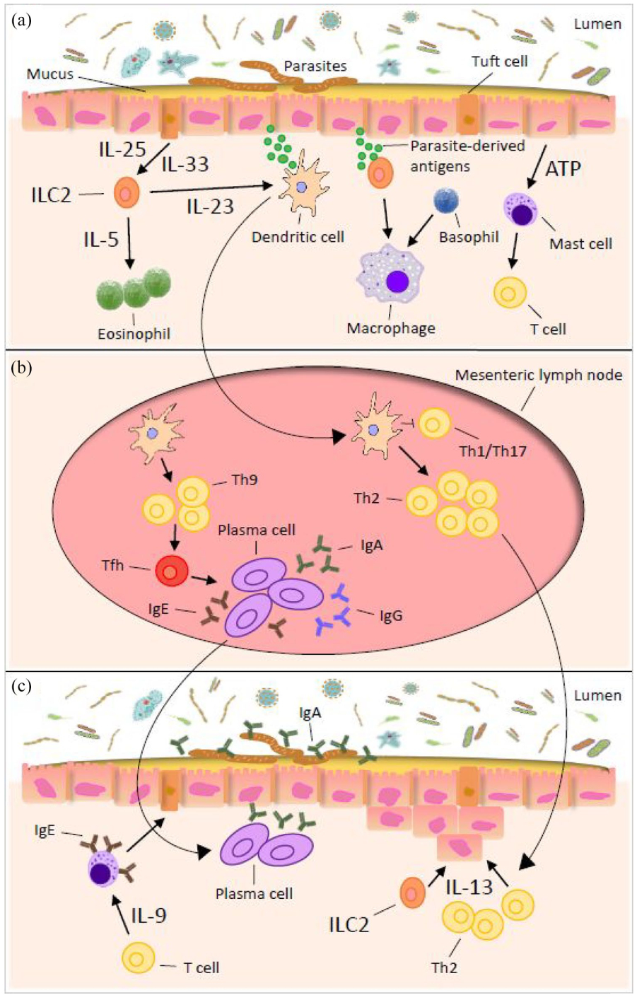 (a)
Lumen
Tuft cell
Parasites
Mucus
IL-25
IL-33
Parasite-derived
antigens
ATP
ILC2
IL-23
IL-5
Dendritic cell
Basophil
Mast cell
Eosinophil
Macrophage
T cell
(b)
Mesenteric lymph node
Th1/Th17
Th9
Th2
Plasma cell
IgA
Tfh
IgE
IgG
(c)
Lumen
IgA
IgE
Plasma cell
IL-13
IL-9
ILC2
T cell
Th2